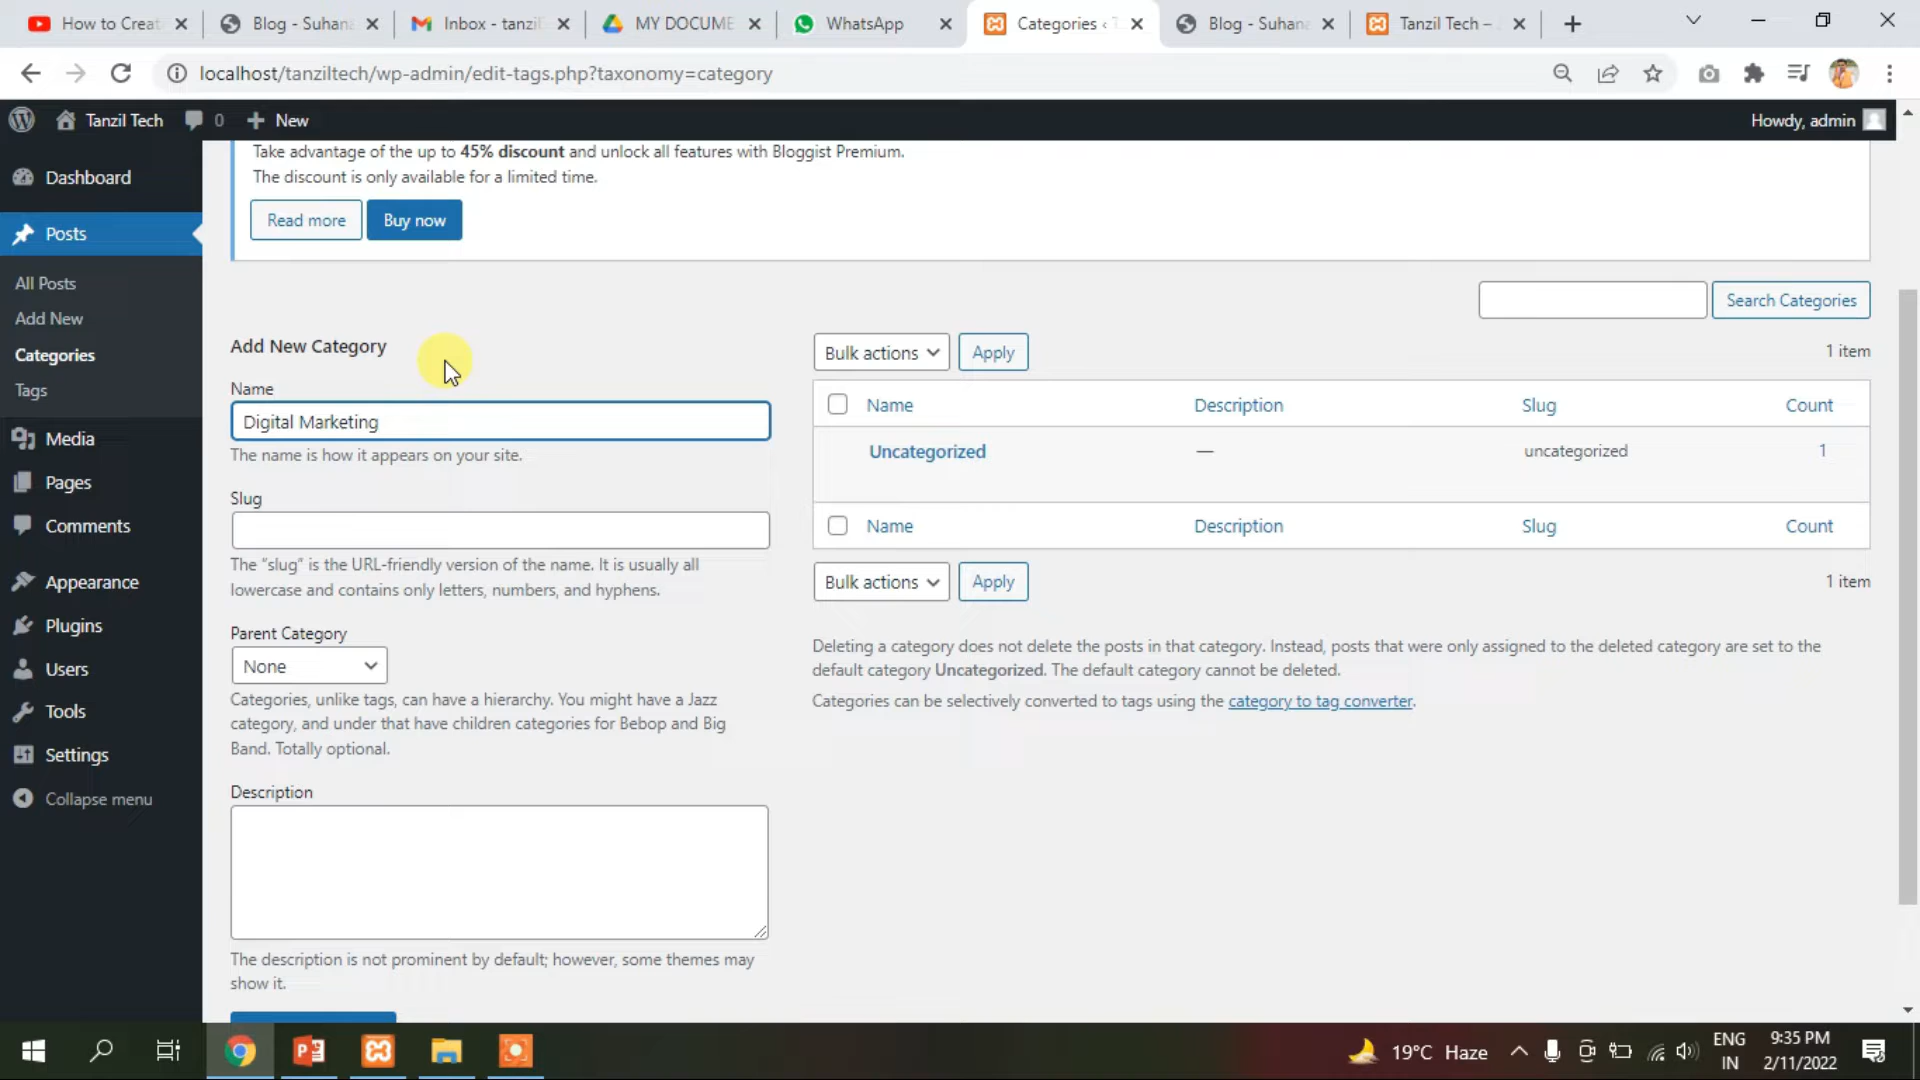 How to Creat
Blog - Suhana
Inbox - tanzil
MY DOCUME
WhatsApp
Categories ‹ T
Blog - Suhana
Tanzil Tech –
localhost/tanziltech/wp-admin/edit-tags.php?taxonomy=category
Tanzil Tech
0
New
Howdy, admin
Dashboard
Posts
All Posts
Add New
Categories
Tags
Media
Pages
Comments
Appearance
Plugins
Users
Tools
Settings
Collapse menu
Take advantage of the up to 45% discount and unlock all features with Bloggist Premium.
The discount is only available for a limited time.
Read more
Buy now
Search Categories
Add New Category
Name
Digital Marketing
The name is how it appears on your site.
Slug
The “slug” is the URL-friendly version of the name. It is usually all
lowercase and contains only letters, numbers, and hyphens.
Parent Category
None
Categories, unlike tags, can have a hierarchy. You might have a Jazz
category, and under that have children categories for Bebop and Big
Band. Totally optional.
Description
The description is not prominent by default; however, some themes may
show it.
Bulk actions
Apply
1 item
Name
Description
Slug
Count
Uncategorized
—
uncategorized
1
Name
Description
Slug
Count
Bulk actions
Apply
1 item
Deleting a category does not delete the posts in that category. Instead, posts that were only assigned to the deleted category are set to the
default category Uncategorized. The default category cannot be deleted.
Categories can be selectively converted to tags using the category to tag converter.
19°C Haze
ENG
IN
9:35 PM
2/11/2022